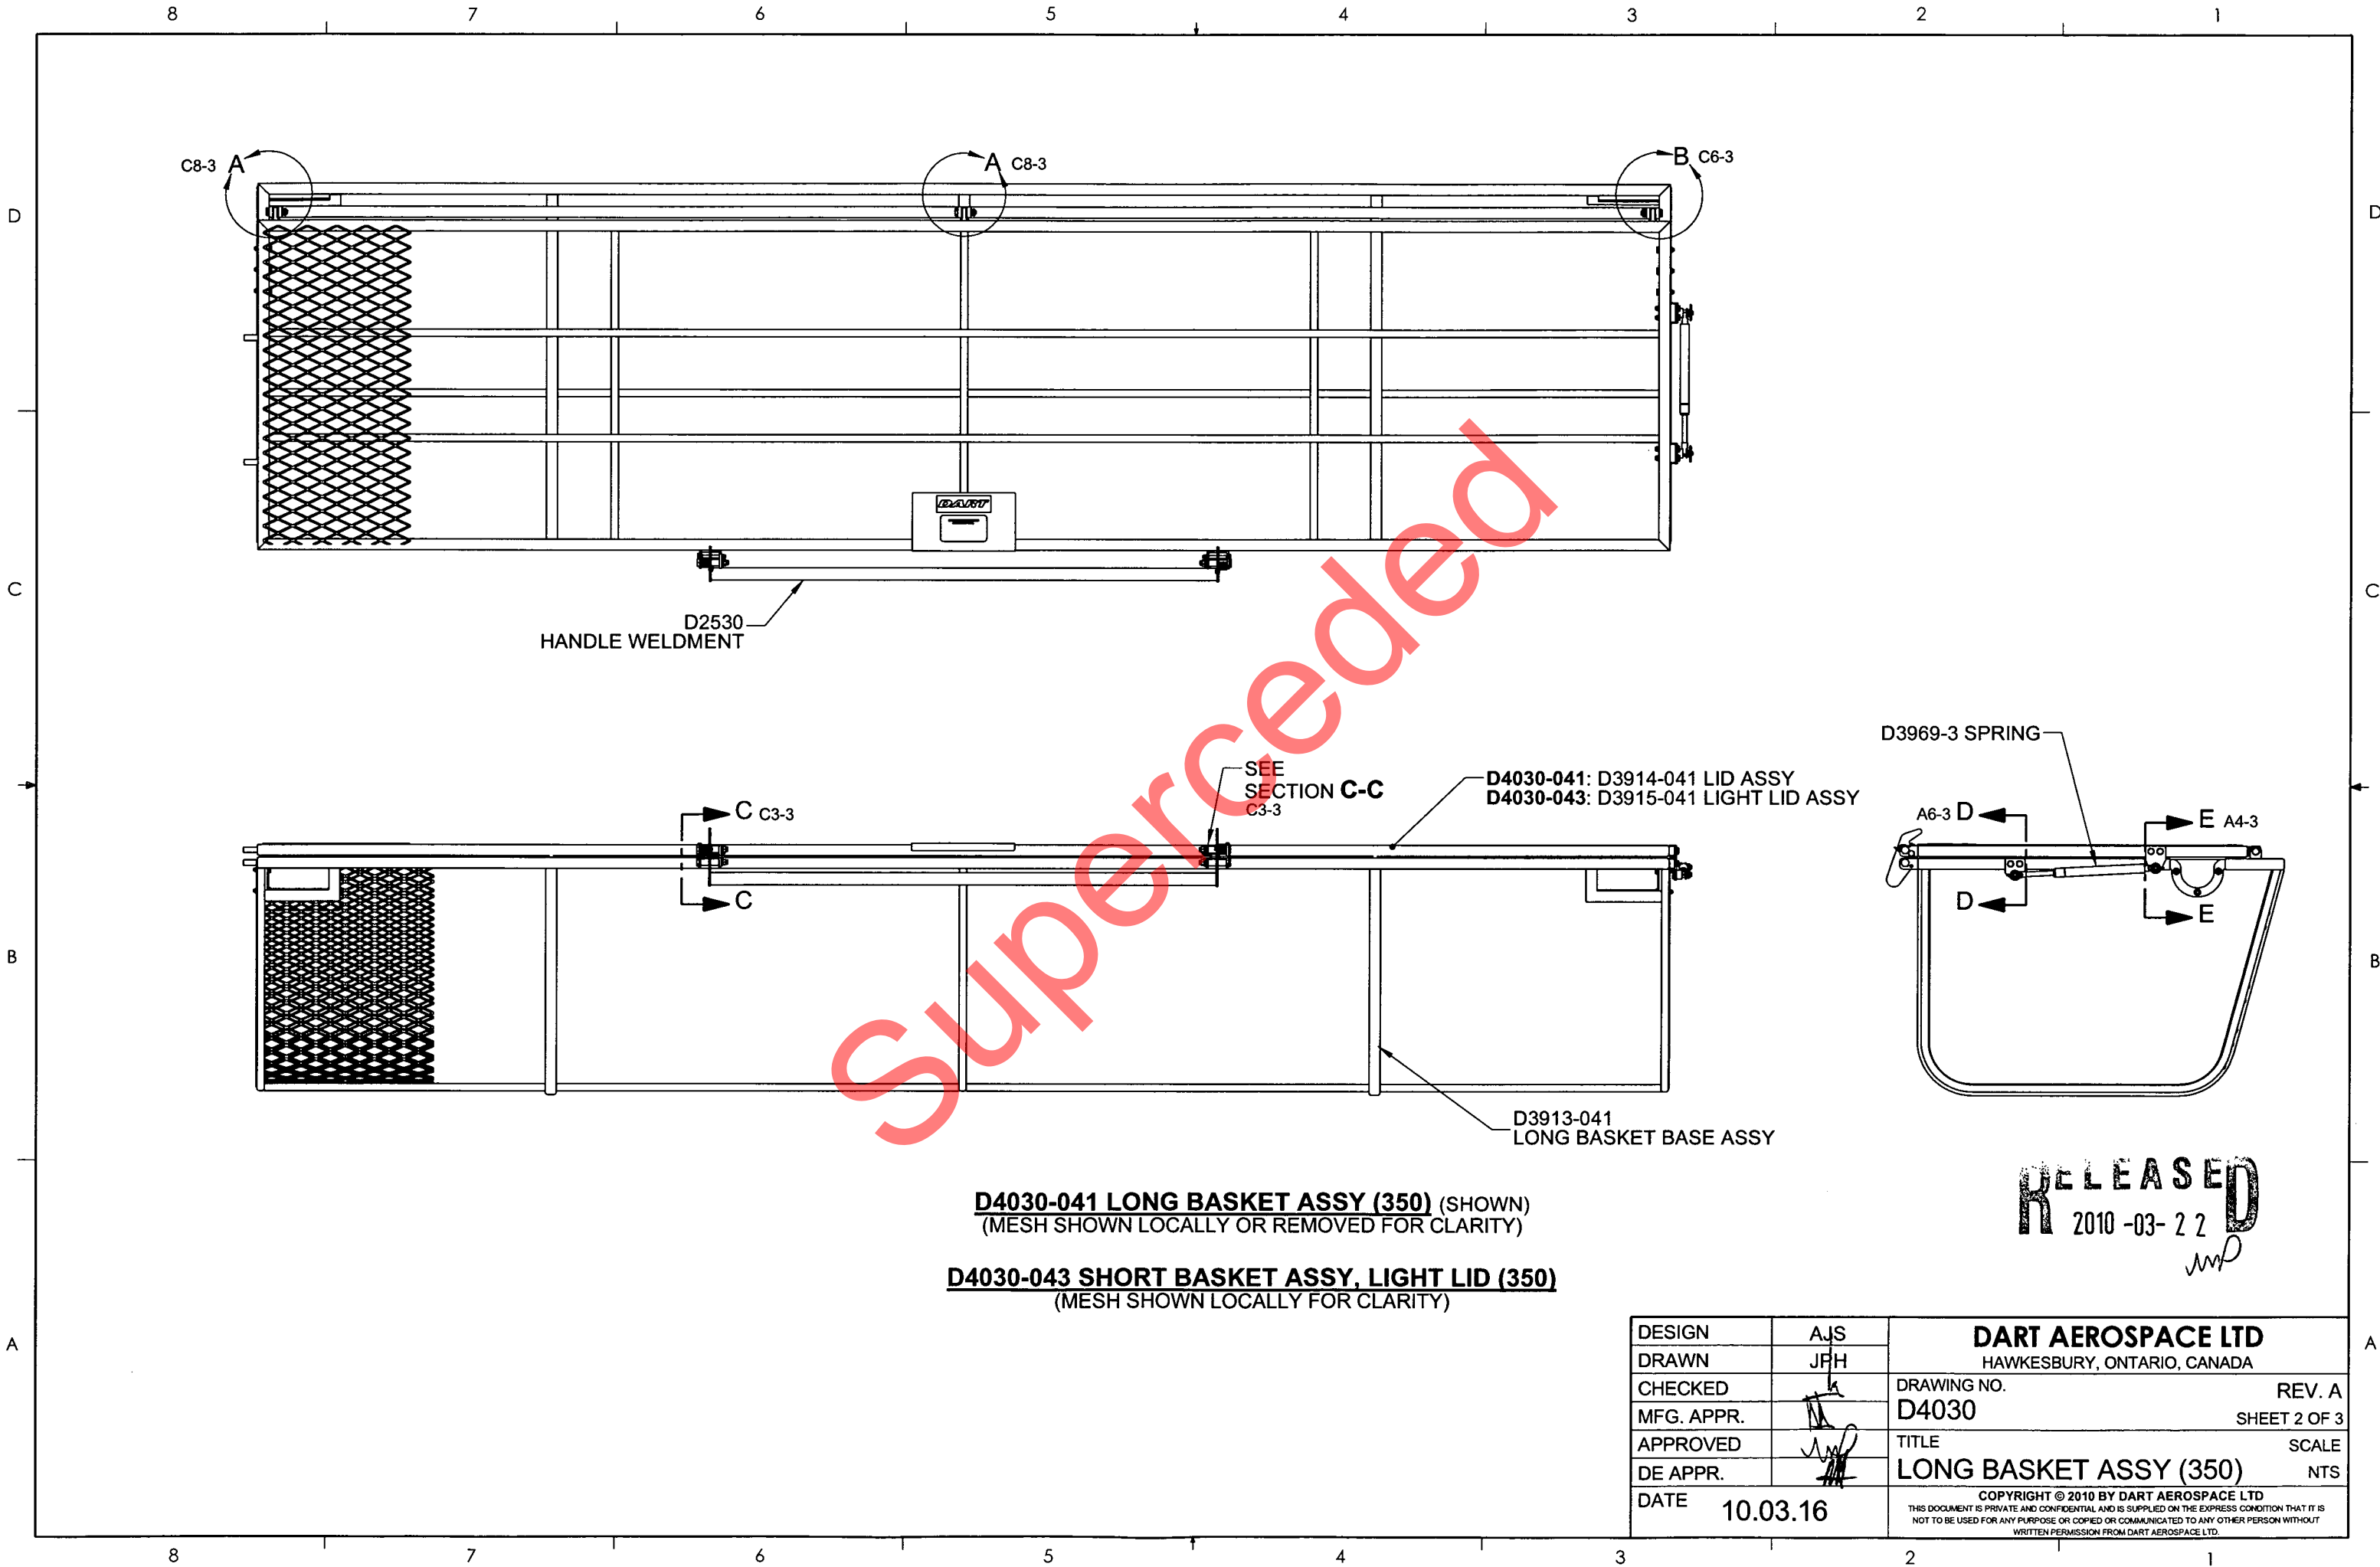 8 7 6 5 4 3 2 1
D
D
C8-3 A
A C8-3
B C6-3
DART
C
C
D2530
HANDLE WELDMENT
Superceded
D3969-3 SPRING
SEE
SECTION C-C
C3-3
D4030-041: D3914-041 LID ASSY
D4030-043: D3915-041 LIGHT LID ASSY
C C3-3
C
A6-3 D
E A4-3
D
E
B
B
D3913-041
LONG BASKET BASE ASSY
D4030-041 LONG BASKET ASSY (350) (SHOWN)
(MESH SHOWN LOCALLY OR REMOVED FOR CLARITY)
D4030-043 SHORT BASKET ASSY, LIGHT LID (350)
(MESH SHOWN LOCALLY FOR CLARITY)
RELEASED
2010-03-22
A
A
DESIGN AJS
DRAWN JPH
CHECKED
MFG. APPR.
APPROVED
DE APPR.
DATE 10.03.16
DART AEROSPACE LTD
HAWKESBURY, ONTARIO, CANADA
DRAWING NO. REV. A
D4030 SHEET 2 OF 3
TITLE SCALE
LONG BASKET ASSY (350) NTS
COPYRIGHT © 2010 BY DART AEROSPACE LTD
THIS DOCUMENT IS PRIVATE AND CONFIDENTIAL AND IS SUPPLIED ON THE EXPRESS CONDITION THAT IT IS
NOT TO BE USED FOR ANY PURPOSE OR COPIED OR COMMUNICATED TO ANY OTHER PERSON WITHOUT
WRITTEN PERMISSION FROM DART AEROSPACE LTD.
8 7 6 5 4 3 2 1